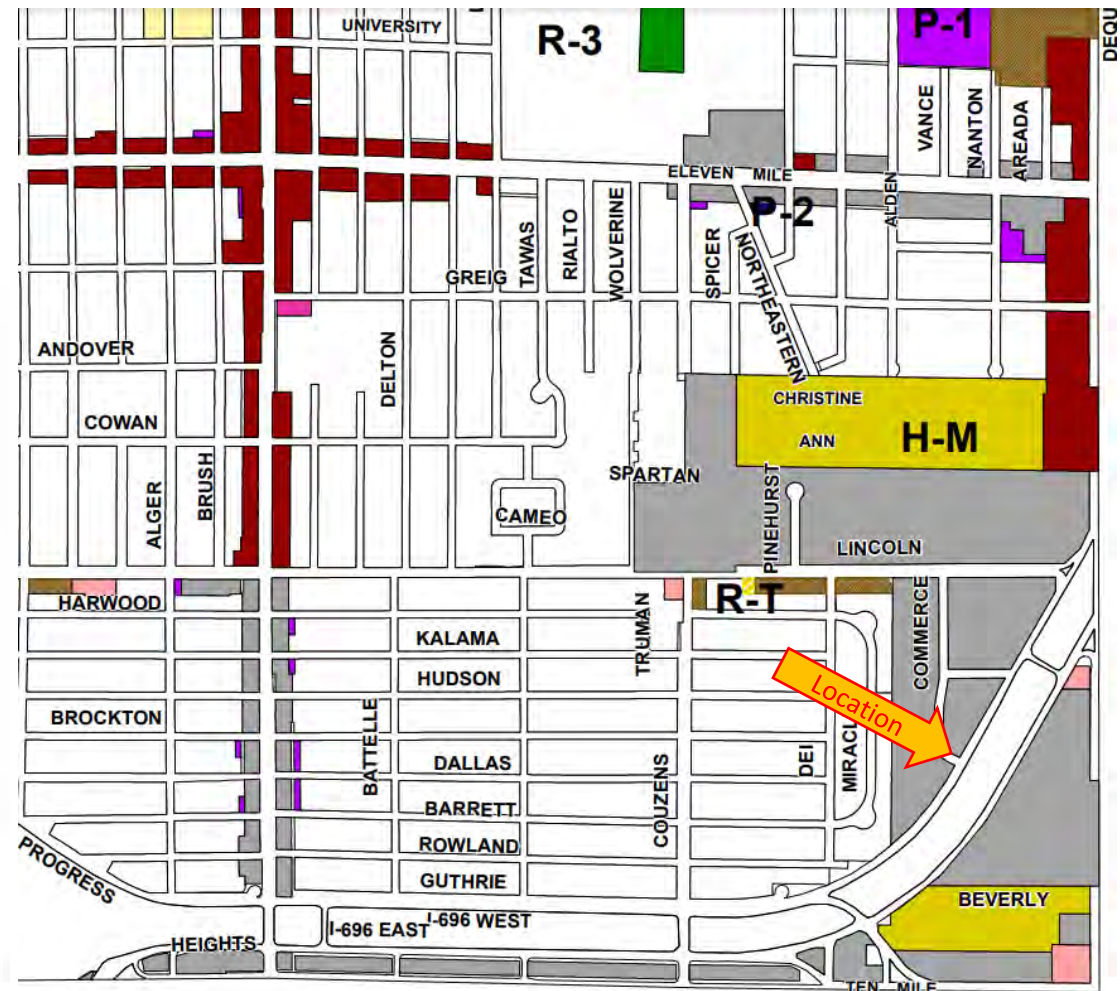 UNIVERSITY
R-3
P-1
DEQU
VANCE
NANTON
AREADA
ELEVEN MILE
ALDEN
P-2
TAWAS
RIALTO
WOLVERINE
SPICER
NORTHEASTERN
GREIG
ANDOVER
DELTON
CHRISTINE
COWAN
ANN
H-M
BRUSH
ALGER
SPARTAN
PINEHURST
CAMEO
LINCOLN
HARWOOD
R-T
TRUMAN
COMMERCE
KALAMA
HUDSON
Location
BROCKTON
BATTELLE
DALLAS
DEI
MIRACL
COUZENS
BARRETT
ROWLAND
PROGRESS
GUTHRIE
BEVERLY
I-696 WEST
I-696 EAST
HEIGHTS
TEN MILE